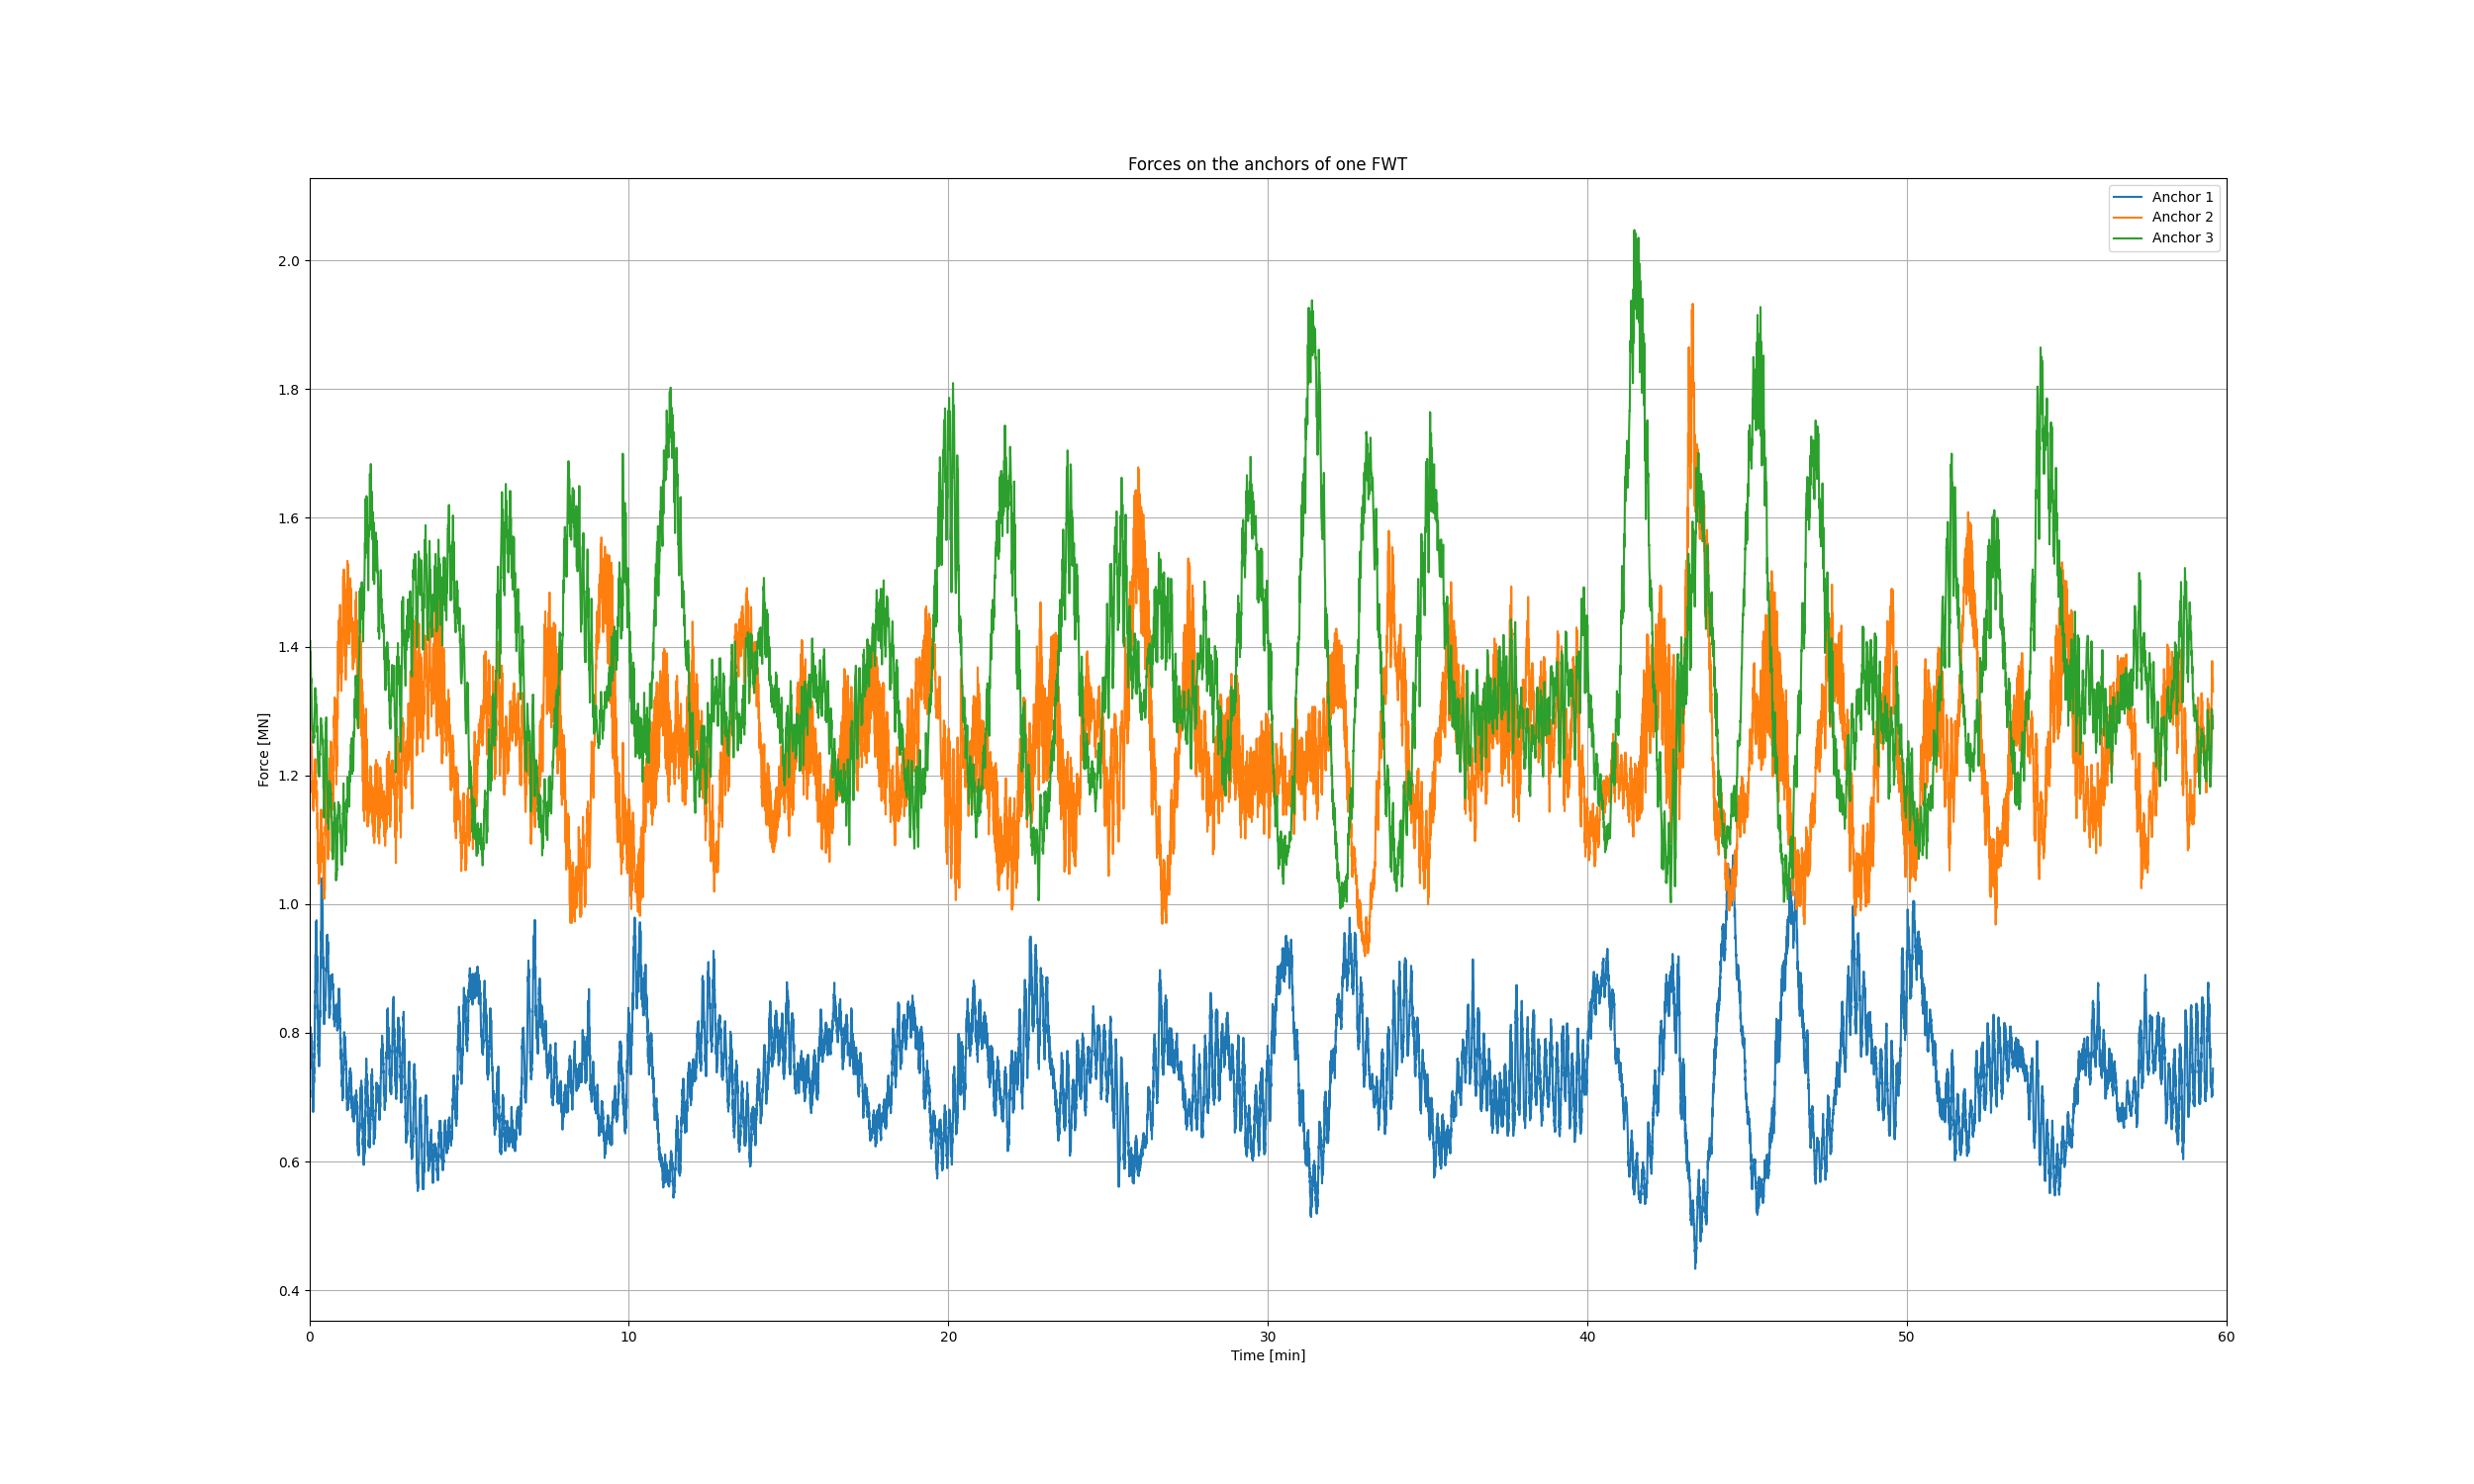 Forces on the anchors of one FWT
Anchor 1
Anchor 2
Anchor 3
Force [MN]
2.0
1.8
1.6
1.4
1.2
1.0
0.8
0.6
0.4
0 10 20 30 40 50 60
Time [min]